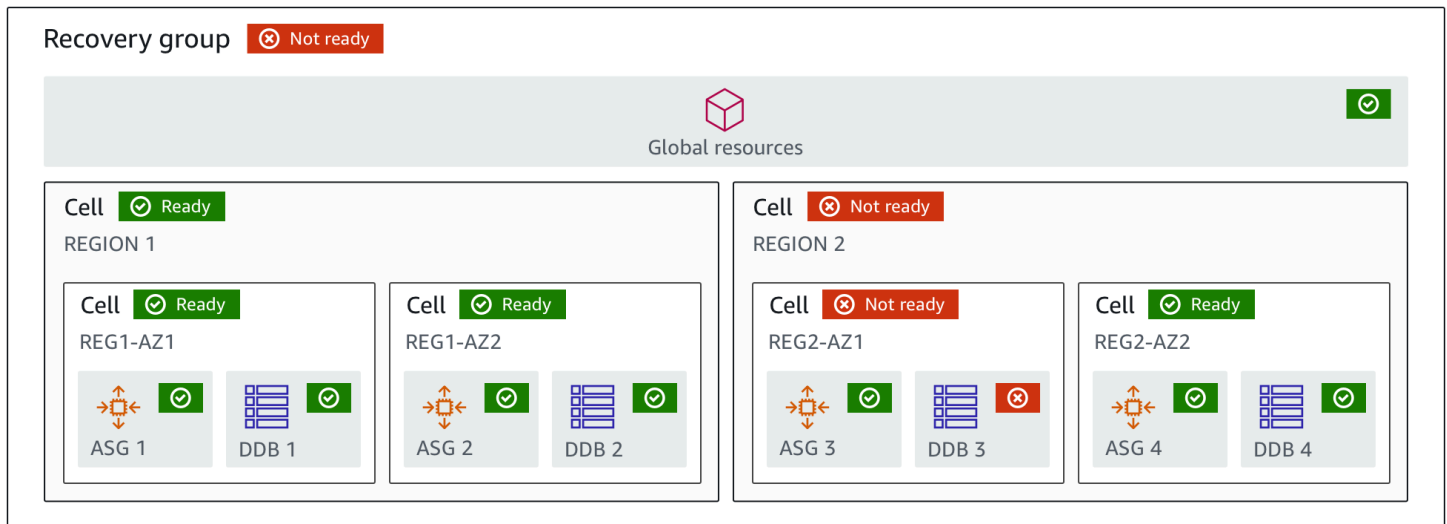 Recovery group Not ready
Global resources
Cell Ready
REGION 1
Cell Ready
REG1-AZ1
ASG 1
DDB 1
Cell Ready
REG1-AZ2
ASG 2
DDB 2
Cell Not ready
REGION 2
Cell Not ready
REG2-AZ1
ASG 3
DDB 3
Cell Ready
REG2-AZ2
ASG 4
DDB 4